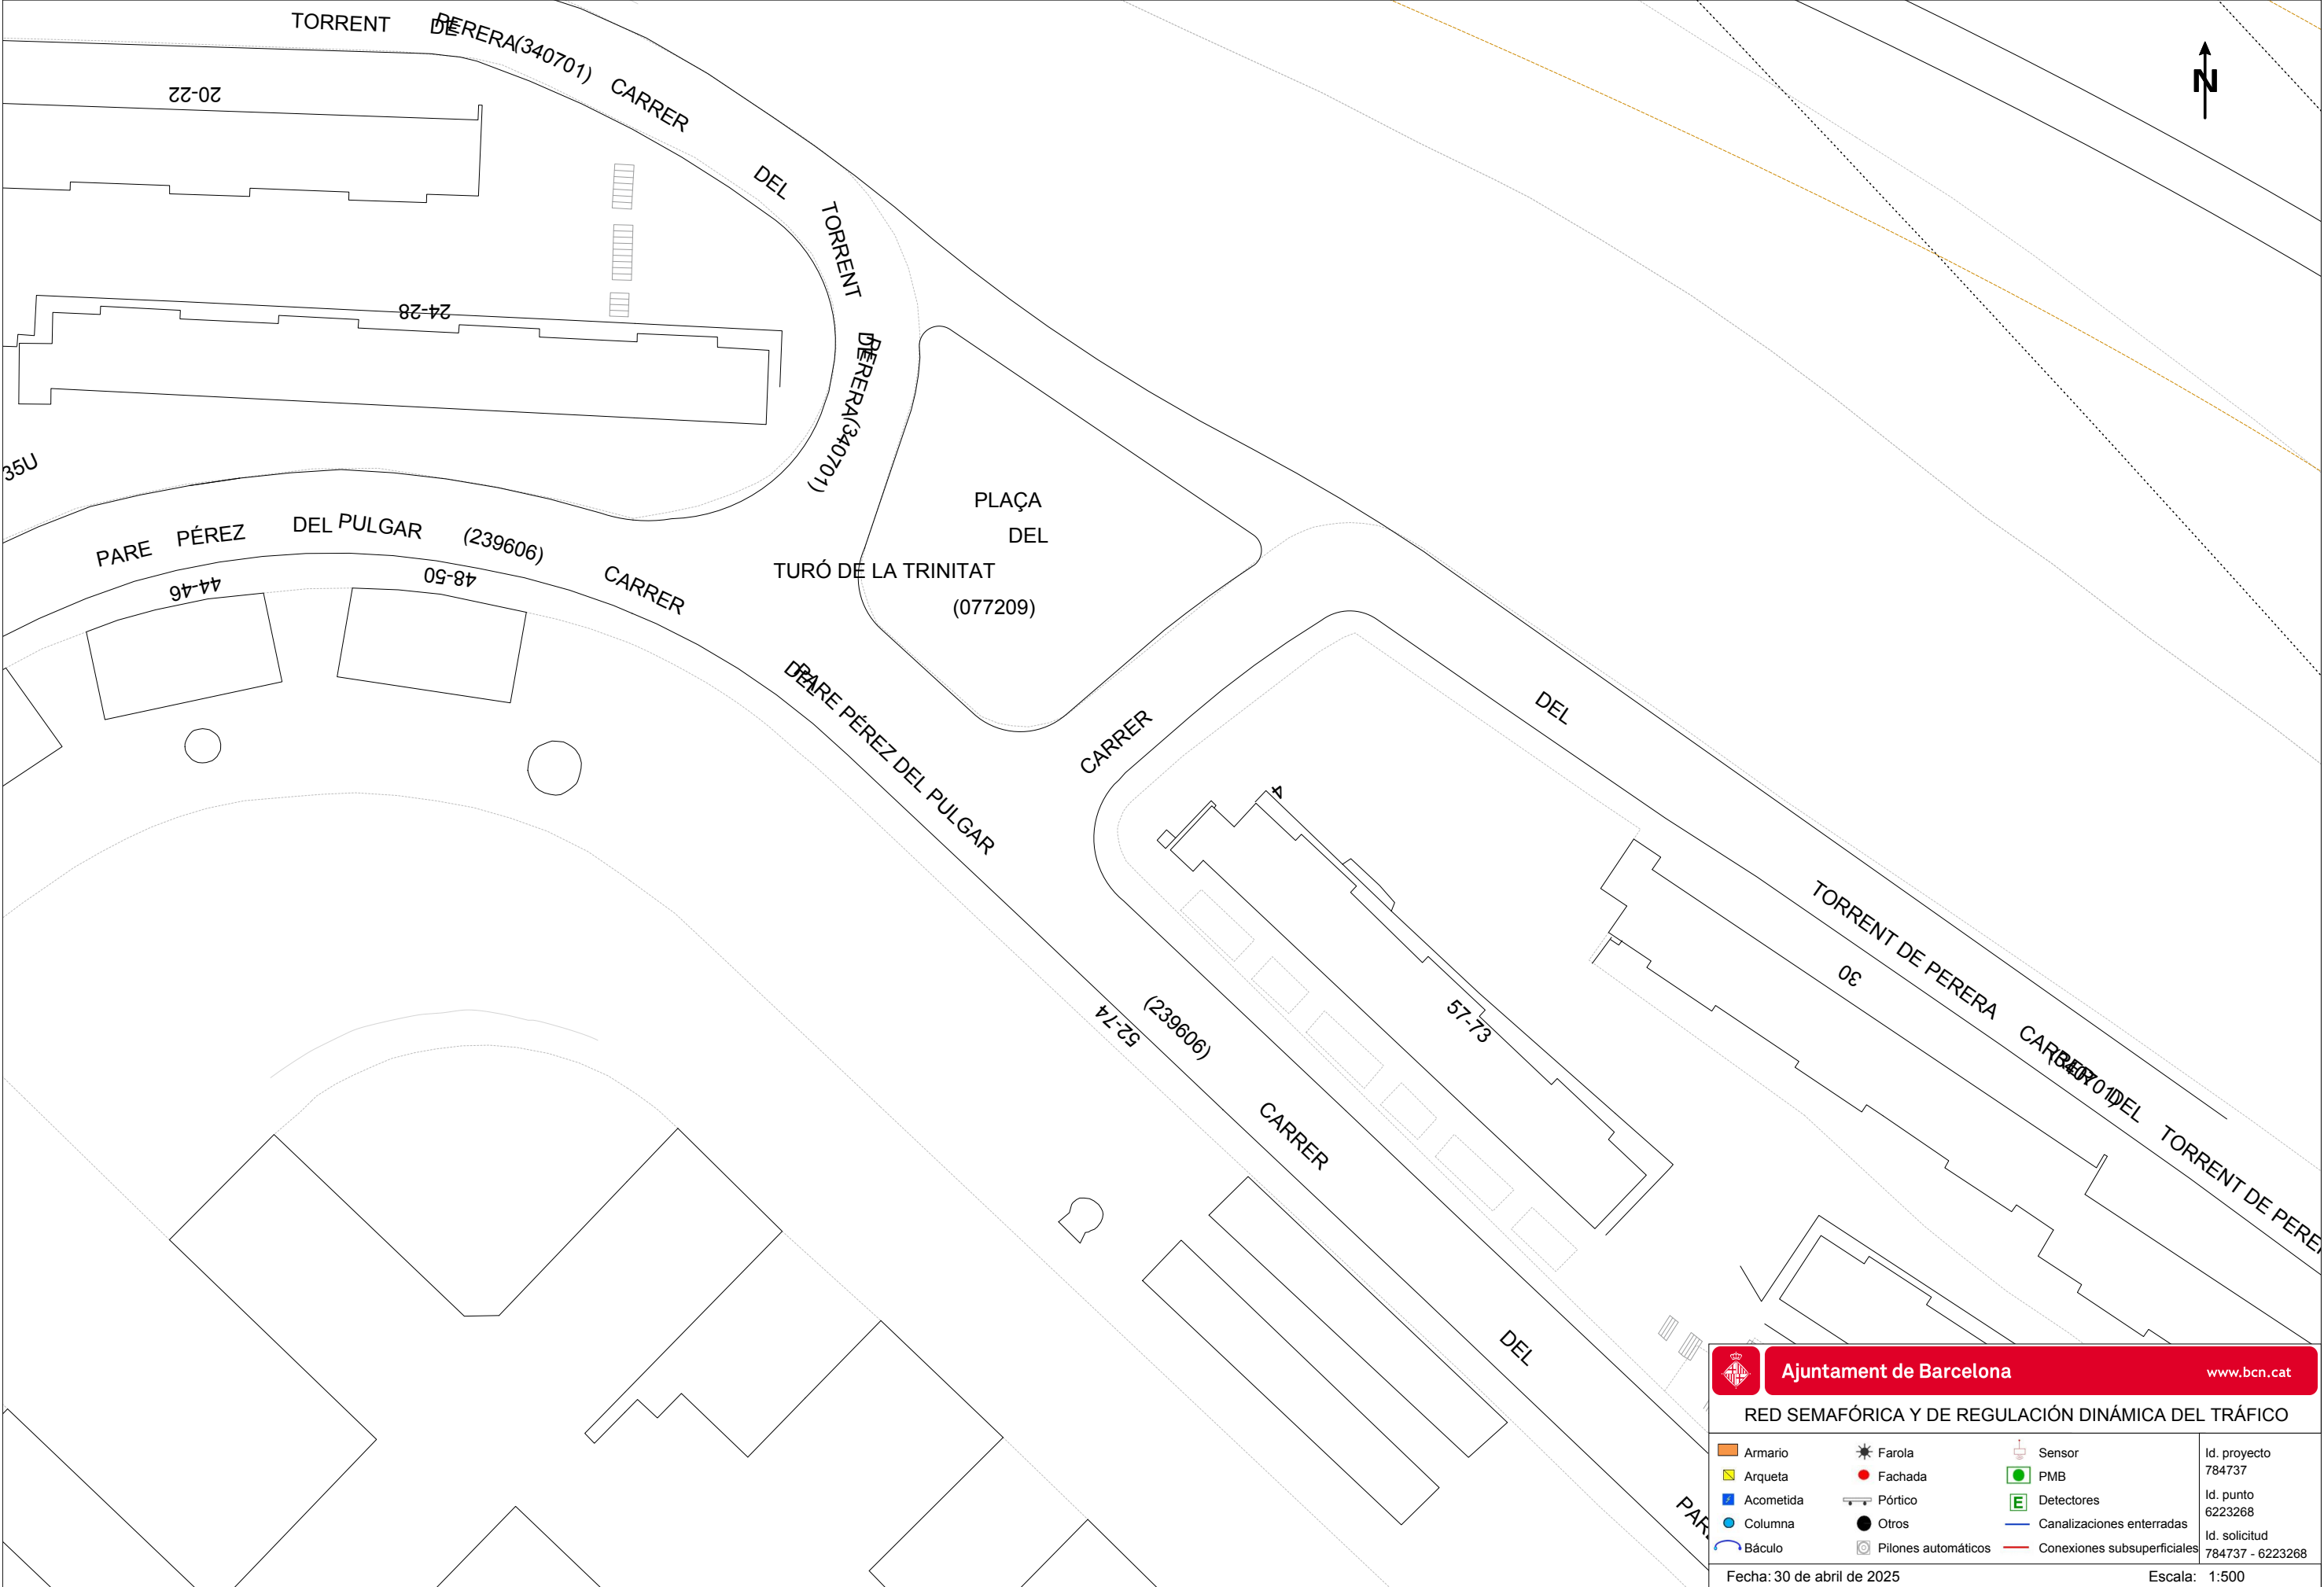 TORRENT DE PERERA (340701) CARRER DEL TORRENT DE PERERA (340701)
N
20-22
24-28
35U
PARE PÉREZ DEL PULGAR (239606) CARRER DEL PARE PÉREZ DEL PULGAR (239606) CARRER DEL
44-46
48-50
PLAÇA
DEL
TURÓ DE LA TRINITAT
(077209)
CARRER DEL TORRENT DE PERERA (340701)
CARRER DEL TORRENT DE
4
57-73
52-74
30
Ajuntament de Barcelona
www.bcn.cat
RED SEMAFÓRICA Y DE REGULACIÓN DINÁMICA DEL TRÁFICO
Armario
Arqueta
Acometida
Columna
Báculo
Farola
Fachada
Pórtico
Otros
Pilones automáticos
Sensor
PMB
E Detectores
Canalizaciones enterradas
Conexiones subsuperficiales
Id. proyecto
784737
Id. punto
6223268
Id. solicitud
784737 - 6223268
Fecha: 30 de abril de 2025
Escala: 1:500